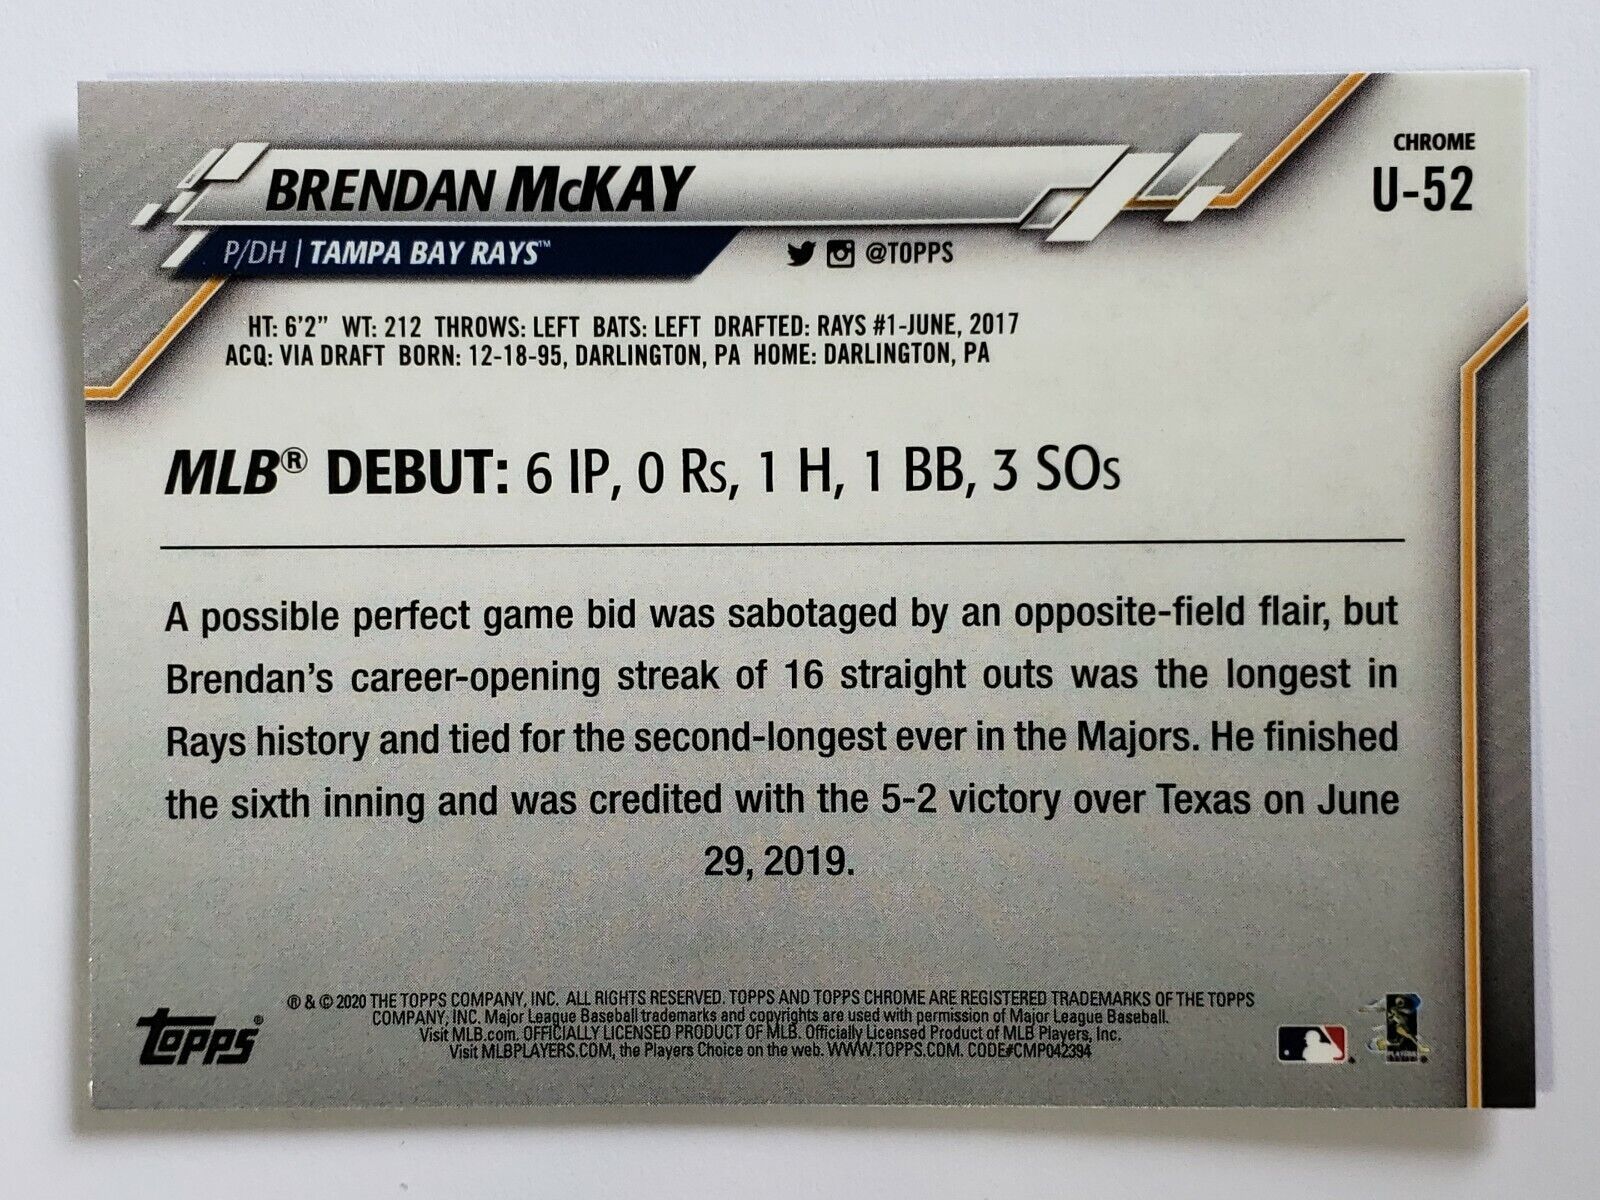 CHROME
U-52
BRENDAN McKAY
P/DH | TAMPA BAY RAYS™
@TOPPS
HT: 6'2" WT: 212 THROWS: LEFT BATS: LEFT DRAFTED: RAYS #1-JUNE, 2017
ACQ: VIA DRAFT BORN: 12-18-95, DARLINGTON, PA HOME: DARLINGTON, PA
MLB® DEBUT: 6 IP, 0 Rs, 1 H, 1 BB, 3 SOs
A possible perfect game bid was sabotaged by an opposite-field flair, but
Brendan's career-opening streak of 16 straight outs was the longest in
Rays history and tied for the second-longest ever in the Majors. He finished
the sixth inning and was credited with the 5-2 victory over Texas on June
29, 2019.
® & © 2020 THE TOPPS COMPANY, INC. ALL RIGHTS RESERVED. TOPPS AND TOPPS CHROME ARE REGISTERED TRADEMARKS OF THE TOPPS
COMPANY, INC. Major League Baseball trademarks and copyrights are used with permission of Major League Baseball.
Visit MLB.com. OFFICIALLY LICENSED PRODUCT OF MLB. Officially Licensed Product of MLB Players, Inc.
Visit MLBPLAYERS.COM, the Players Choice on the web. WWW.TOPPS.COM. CODE#CMP042394
topps®
PLAYERS